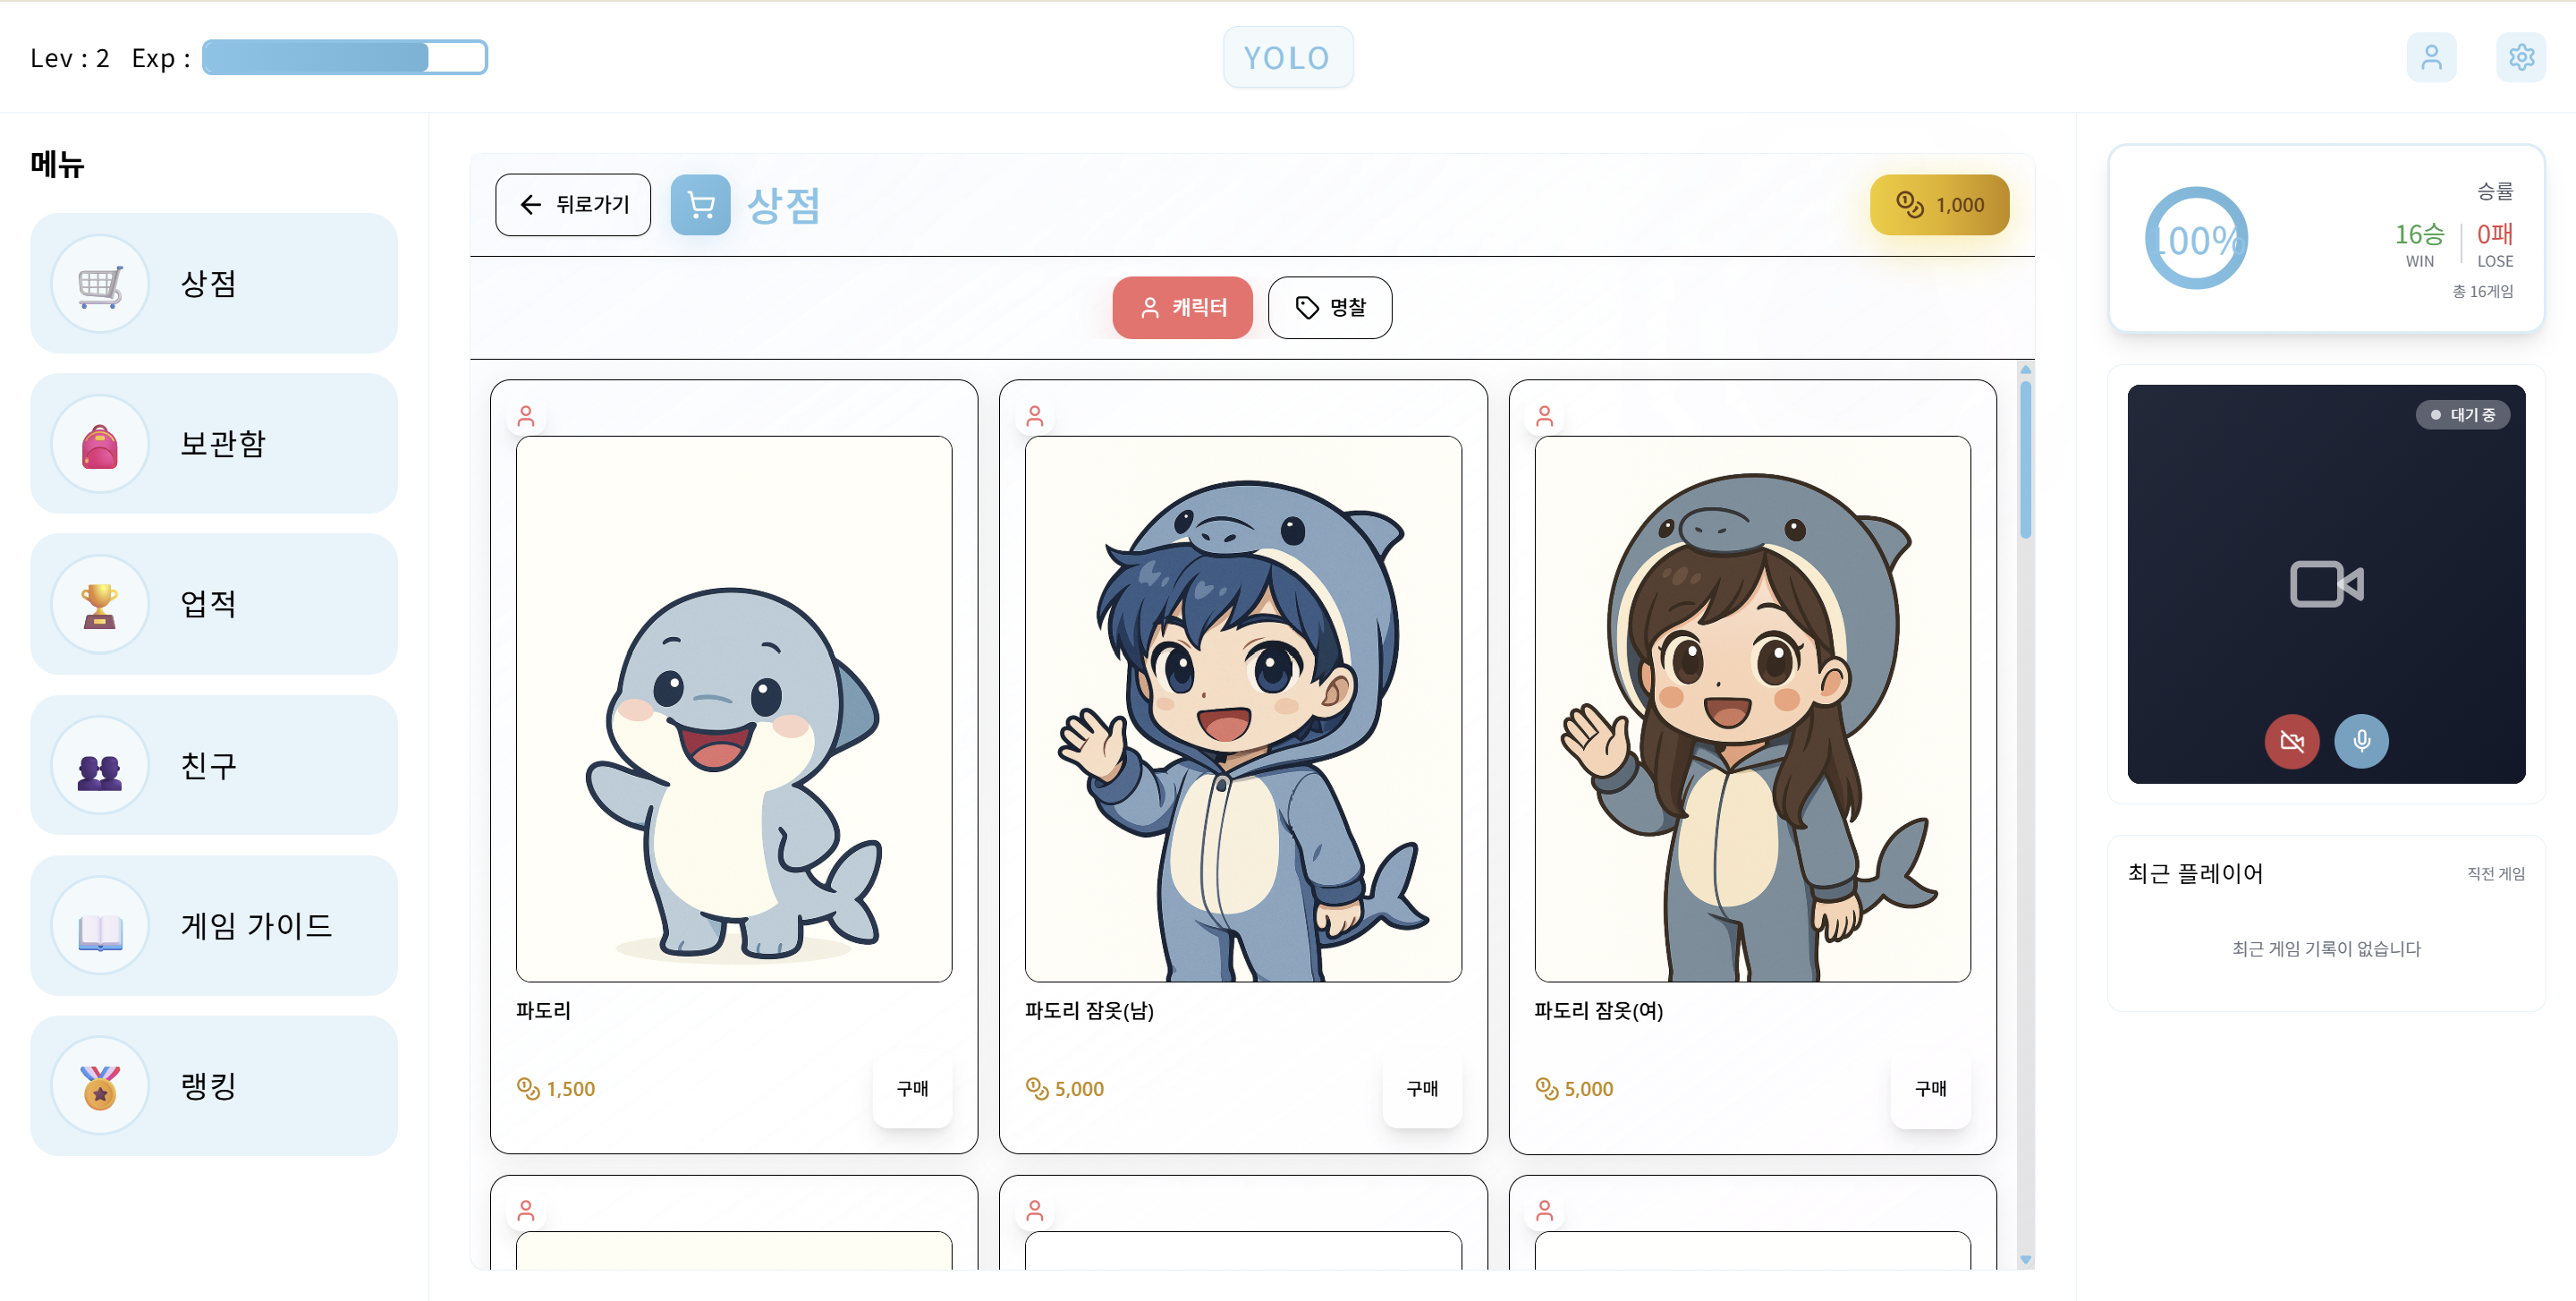 Lev : 2 Exp :
YOLO
메뉴
상점
보관함
업적
친구
게임 가이드
랭킹
뒤로가기
상점
1,000
캐릭터
명찰
파도리
1,500
구매
파도리 잠옷(남)
5,000
구매
파도리 잠옷(여)
5,000
구매
승률
100%
16승
WIN
0패
LOSE
총 16게임
대기 중
최근 플레이어
직전 게임
최근 게임 기록이 없습니다